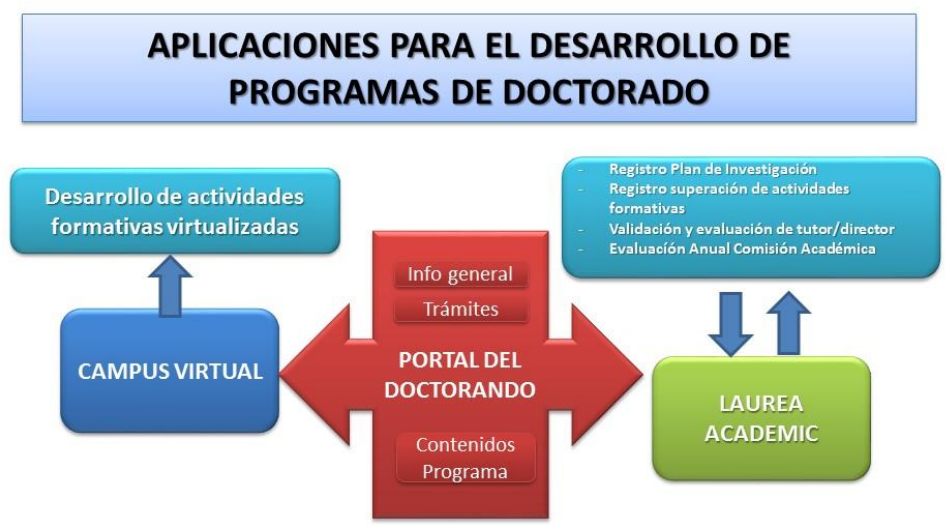 APLICACIONES PARA EL DESARROLLO DE
PROGRAMAS DE DOCTORADO
Desarrollo de actividades
formativas virtualizadas
- Registro Plan de Investigación
- Registro superación de actividades
formativas
- Validación y evaluación de tutor/director
- Evaluación Anual Comisión Académica
Info general
Trámites
PORTAL DEL
DOCTORANDO
Contenidos
Programa
CAMPUS VIRTUAL
LAUREA
ACADEMIC